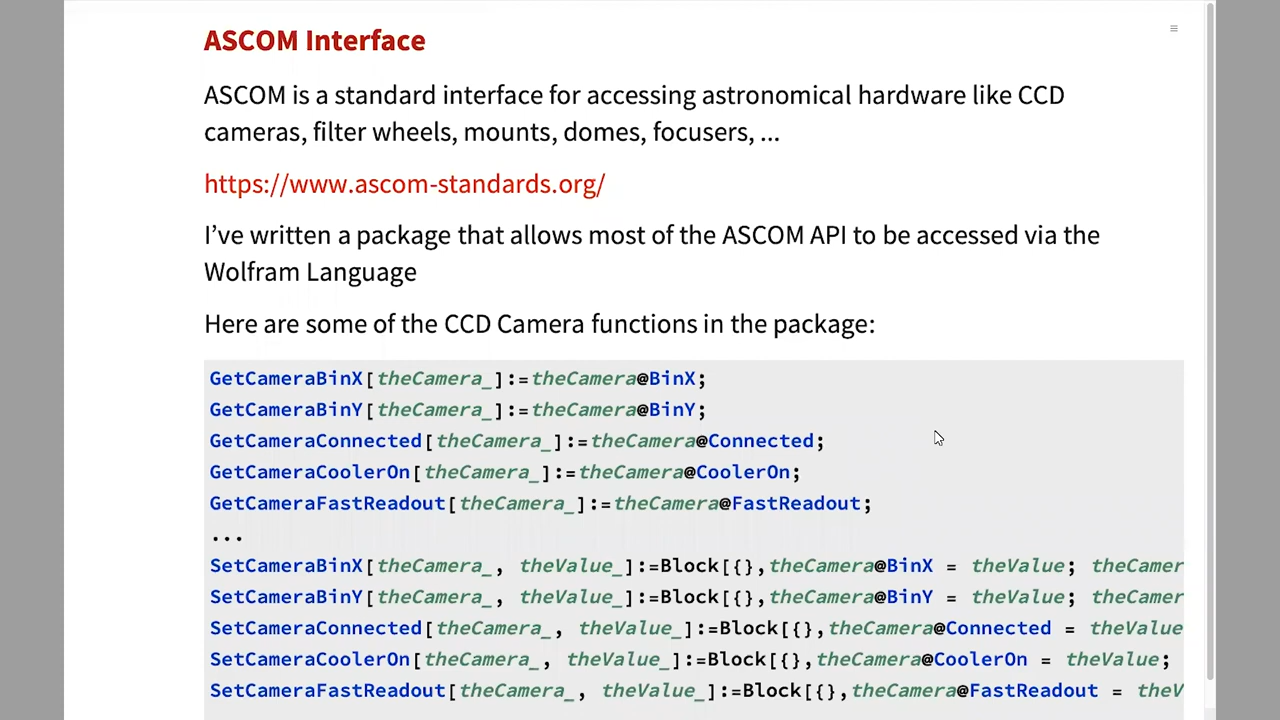 ASCOM Interface
ASCOM is a standard interface for accessing astronomical hardware like CCD
cameras, filter wheels, mounts, domes, focusers, ...
https://www.ascom-standards.org/
I've written a package that allows most of the ASCOM API to be accessed via the
Wolfram Language
Here are some of the CCD Camera functions in the package:
GetCameraBinX[theCamera_]:=theCamera@BinX;
GetCameraBinY[theCamera_]:=theCamera@BinY;
GetCameraConnected[theCamera_]:=theCamera@Connected;
GetCameraCoolerOn[theCamera_]:=theCamera@CoolerOn;
GetCameraFastReadout[theCamera_]:=theCamera@FastReadout;
...
SetCameraBinX[theCamera_, theValue_]:=Block[{},theCamera@BinX = theValue; theCamer
SetCameraBinY[theCamera_, theValue_]:=Block[{},theCamera@BinY = theValue; theCamer
SetCameraConnected[theCamera_, theValue_]:=Block[{},theCamera@Connected = theValue
SetCameraCoolerOn[theCamera_, theValue_]:=Block[{},theCamera@CoolerOn = theValue;
SetCameraFastReadout[theCamera_, theValue_]:=Block[{},theCamera@FastReadout = theV